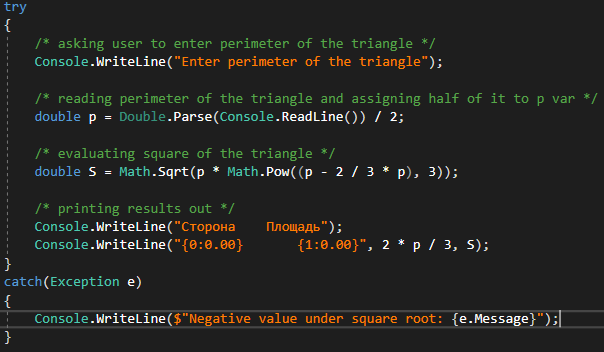 try
{
/* asking user to enter perimeter of the triangle */
Console.WriteLine("Enter perimeter of the triangle");
/* reading perimeter of the triangle and assigning half of it to p var */
double p = Double.Parse(Console.ReadLine()) / 2;
/* evaluating square of the triangle */
double S = Math.Sqrt(p * Math.Pow((p - 2 / 3 * p), 3));
/* printing results out */
Console.WriteLine("Сторона    Площадь");
Console.WriteLine("{0:0.00}       {1:0.00}", 2 * p / 3, S);
}
catch(Exception e)
{
Console.WriteLine($"Negative value under square root: {e.Message}");
}